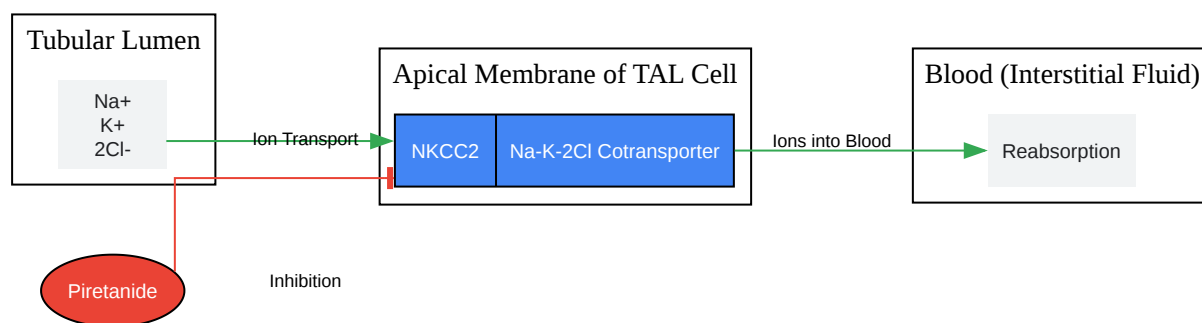 Tubular Lumen
Na+
K+
2Cl-
Ion Transport
Apical Membrane of TAL Cell
NKCC2
Na-K-2Cl Cotransporter
Ions into Blood
Blood (Interstitial Fluid)
Reabsorption
Piretanide
Inhibition